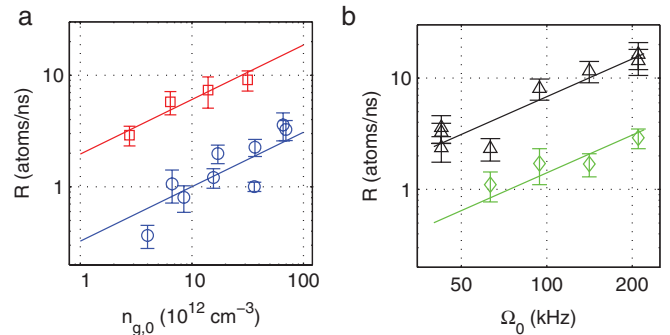 a
b
R (atoms/ns)
10
1
1
10
100
n_{g,0} (10^{12} cm^{-3})
R (atoms/ns)
10
1
50
100
200
Ω_0 (kHz)